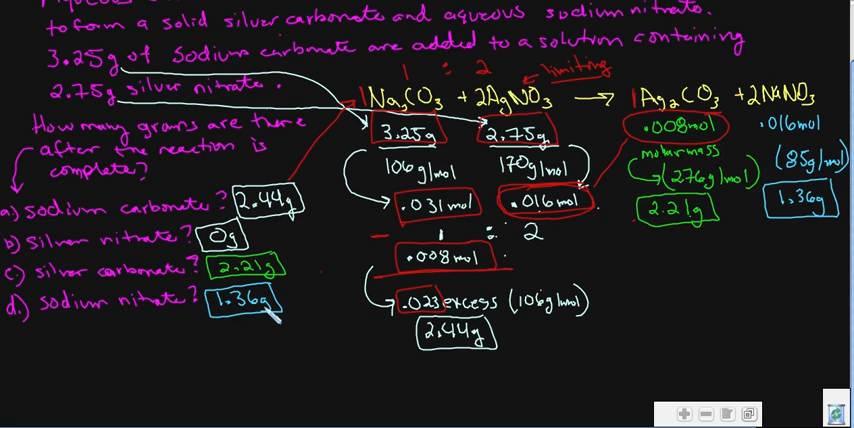 to form a solid silver carbonate and aqueous sodium nitrate.
3.25g of sodium carbonate are added to a solution containing
2.75g silver nitrate.
1 : 2
limiting
1Na2CO3 + 2AgNO3 → 1Ag2CO3 + 2NaNO3
How many grams are there
after the reaction is
complete?
3.25g 2.75g .008mol .016mol
106g/mol 170g/mol molar mass
(276g/mol) (85g/mol)
.031mol .016mol 2.21g 1.36g
a) sodium carbonate? 2.44g
b) silver nitrate? 0g
c.) silver carbonate? 2.21g
d.) sodium nitrate? 1.36g
- 1 : 2
.008mol
.023 excess (106g/mol)
2.44g